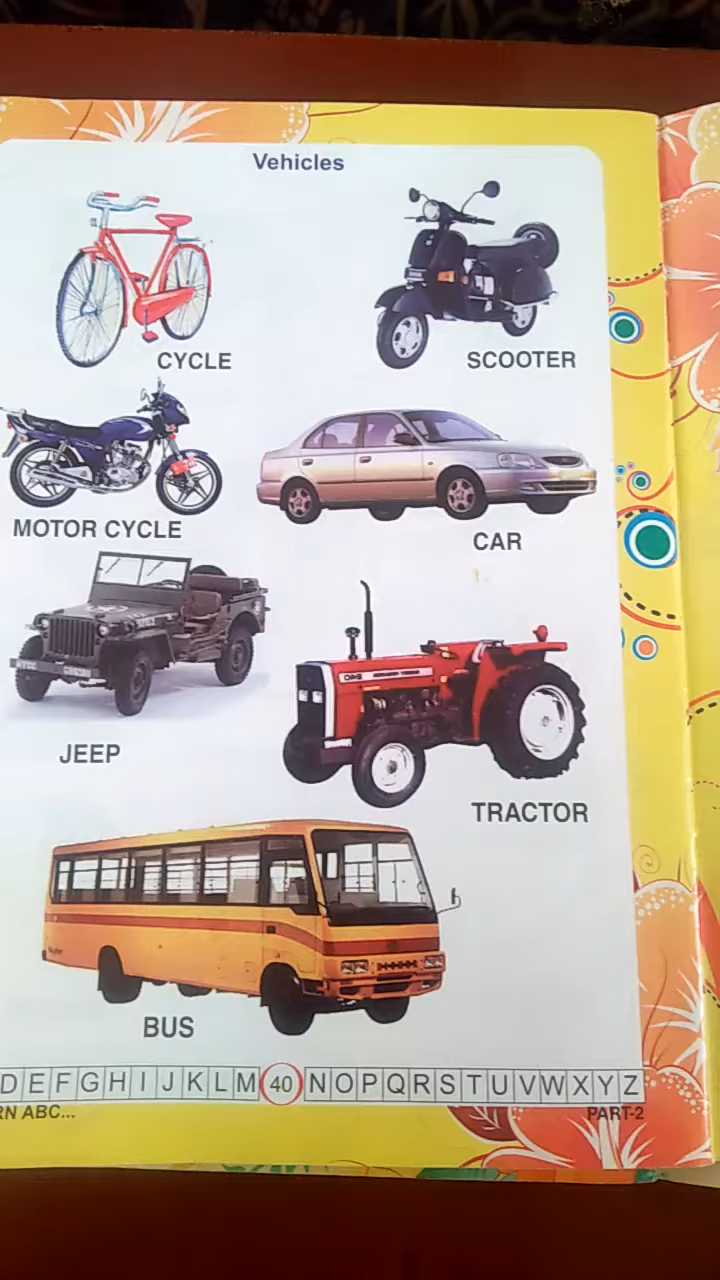 Vehicles
CYCLE
SCOOTER
MOTOR CYCLE
CAR
JEEP
TRACTOR
BUS
D E F G H I J K L M 40 N O P Q R S T U V W X Y Z
RN ABC...
PART-2